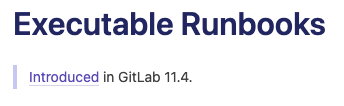 Executable Runbooks
Introduced in GitLab 11.4.